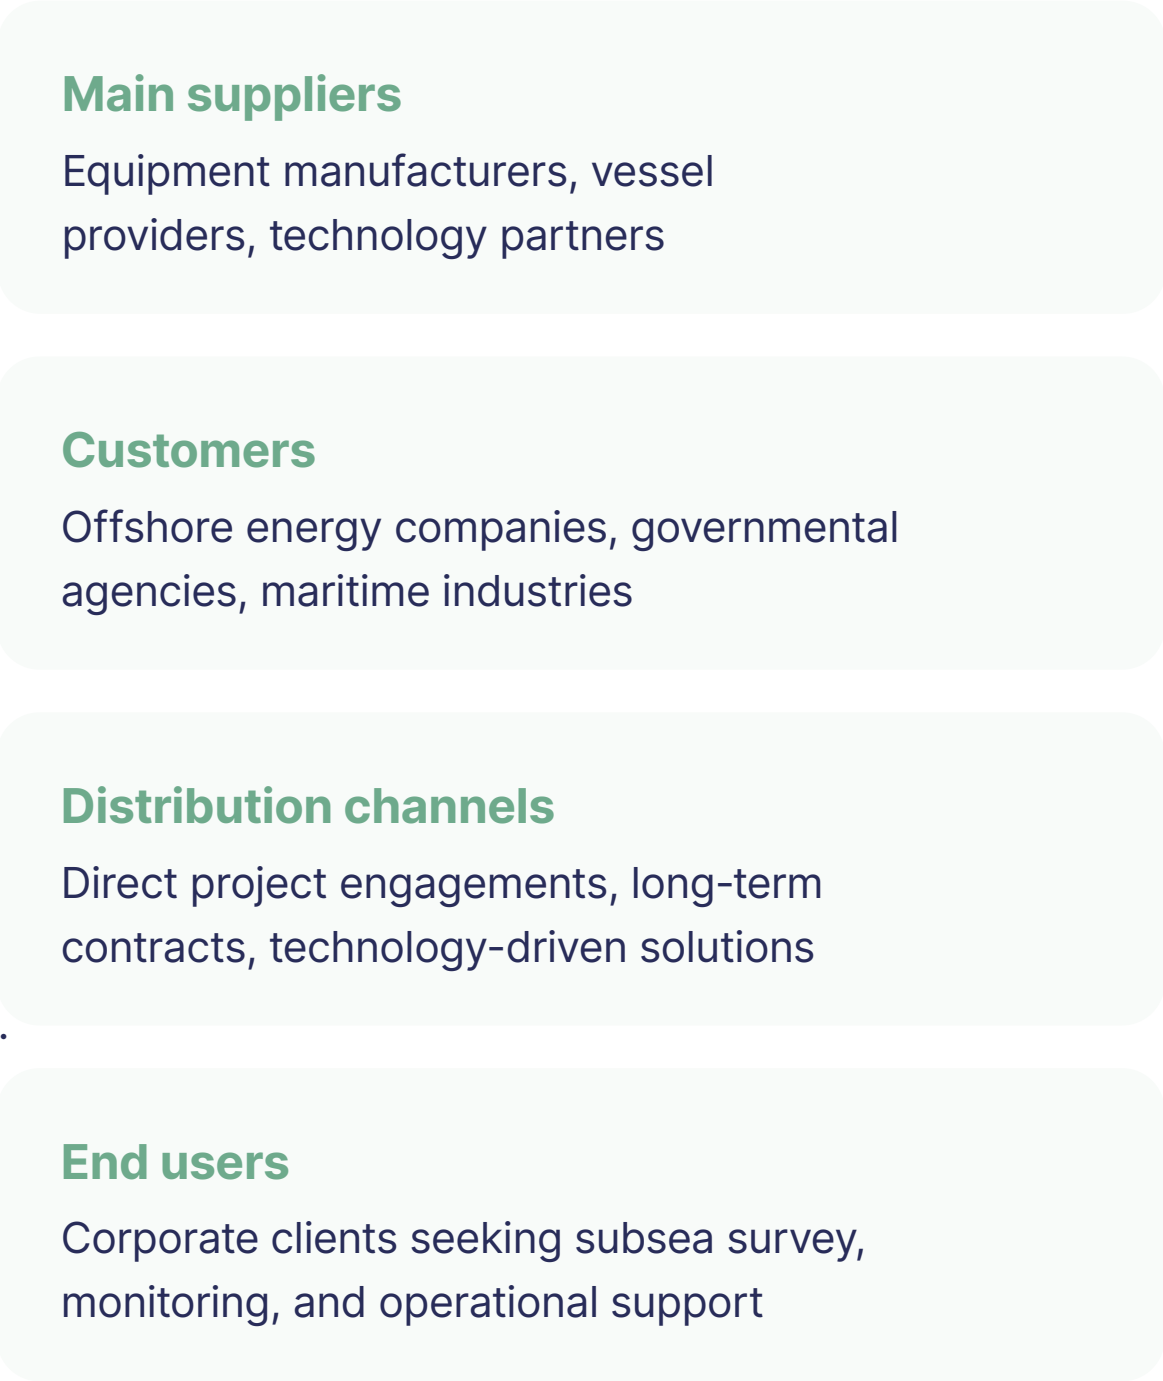 Main suppliers
Equipment manufacturers, vessel
providers, technology partners
Customers
Offshore energy companies, governmental
agencies, maritime industries
Distribution channels
Direct project engagements, long-term
contracts, technology-driven solutions
.
End users
Corporate clients seeking subsea survey,
monitoring, and operational support